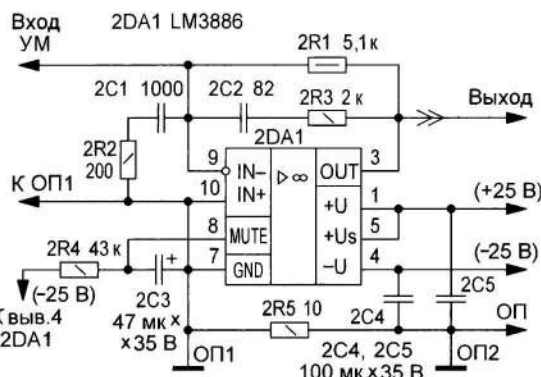 Вход
УМ
2DA1 LM3886
2R1 5,1 к
2C1 1000
2C2 82
2R3 2 к
Выход
2R2
200
2DA1
9
IN–
▷ ∞
OUT
3
10
IN+
К ОП1
+U
1
(+25 В)
8
MUTE
+Us
5
2R4 43 к
7
GND
–U
4
(–25 В)
(–25 В)
К выв.4
2DA1
+
2C3
47 мк х
х35 В
2R5 10
2C4
2C5
ОП
ОП1
2C4, 2C5
100 мк х35 В
ОП2